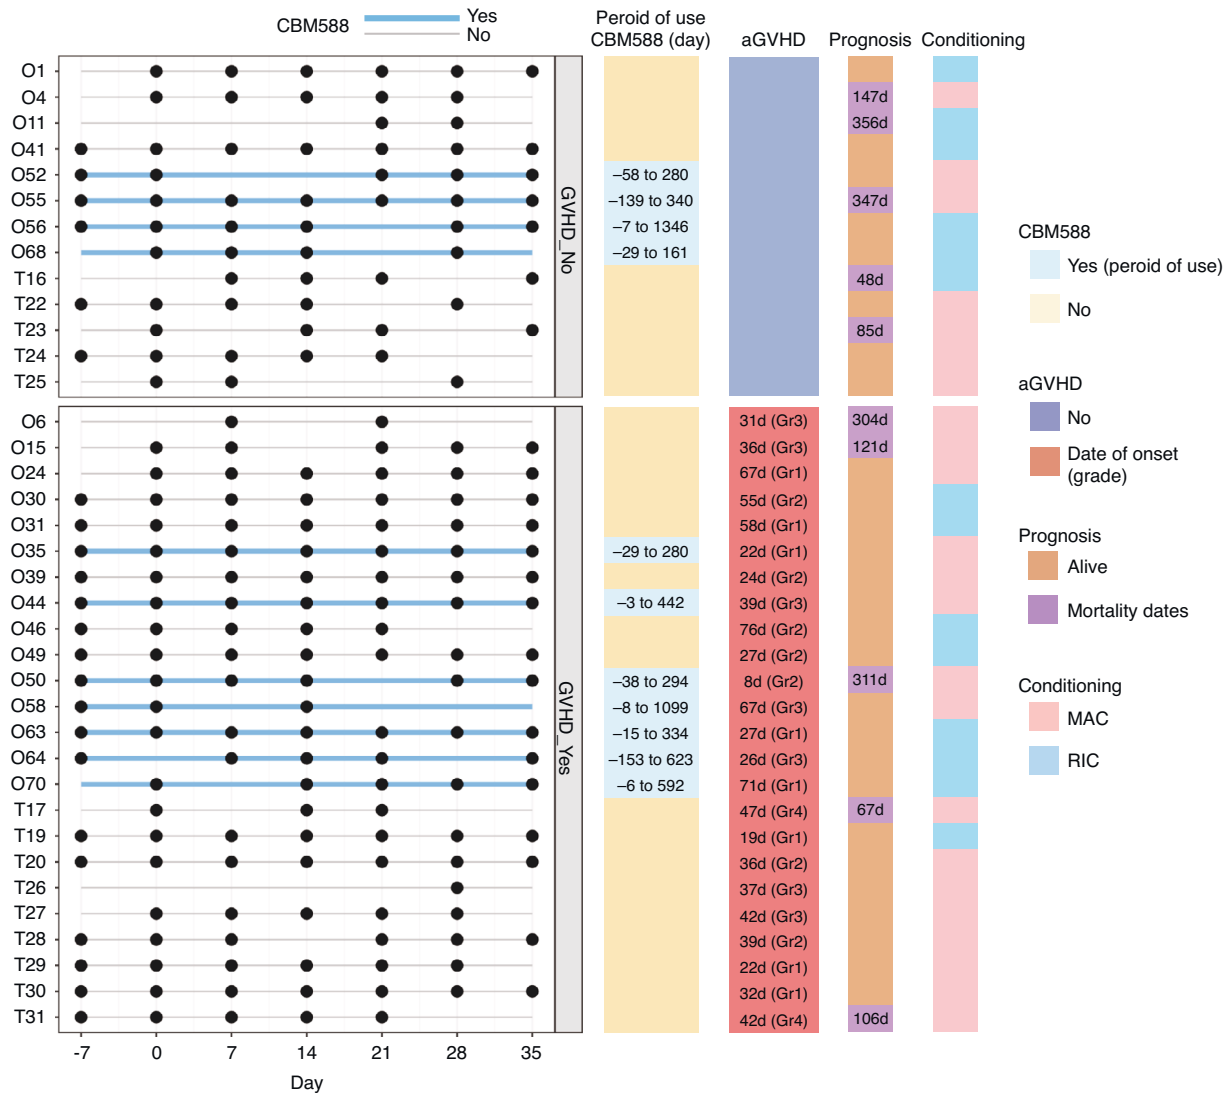 CBM588
Yes
No
Peroid of use
CBM588 (day)
aGVHD
Prognosis
Conditioning
O1
O4
147d
O11
356d
O41
O52
–58 to 280
O55
–139 to 340
347d
O56
–7 to 1346
O68
–29 to 161
T16
48d
T22
T23
85d
T24
T25
GVHD_No
O6
31d (Gr3)
304d
O15
36d (Gr3)
121d
O24
67d (Gr1)
O30
55d (Gr2)
O31
58d (Gr1)
O35
–29 to 280
22d (Gr1)
O39
24d (Gr2)
O44
–3 to 442
39d (Gr3)
O46
76d (Gr2)
O49
27d (Gr2)
O50
–38 to 294
8d (Gr2)
311d
O58
–8 to 1099
67d (Gr3)
O63
–15 to 334
27d (Gr1)
O64
–153 to 623
26d (Gr3)
O70
–6 to 592
71d (Gr1)
T17
47d (Gr4)
67d
T19
19d (Gr1)
T20
36d (Gr2)
T26
37d (Gr3)
T27
42d (Gr3)
T28
39d (Gr2)
T29
22d (Gr1)
T30
32d (Gr1)
T31
42d (Gr4)
106d
GVHD_Yes
-7
0
7
14
21
28
35
Day
CBM588
Yes (peroid of use)
No
aGVHD
No
Date of onset
(grade)
Prognosis
Alive
Mortality dates
Conditioning
MAC
RIC